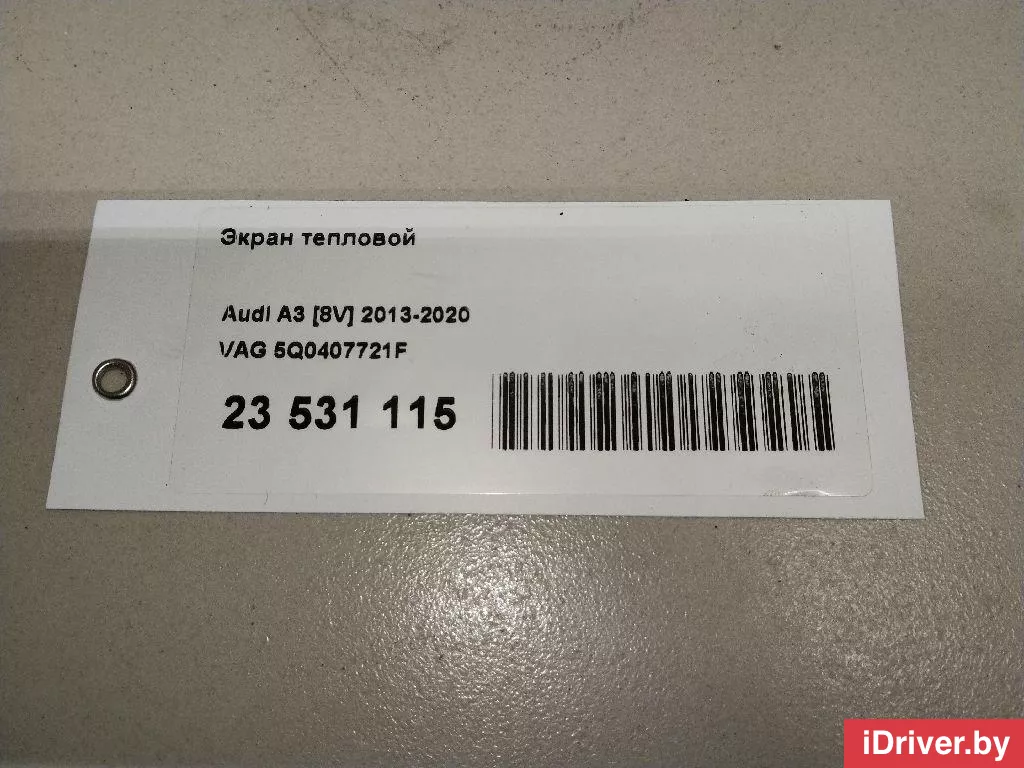 Экран тепловой
Audi A3 [8V] 2013-2020
VAG 5Q0407721F
23 531 115
iDriver.by